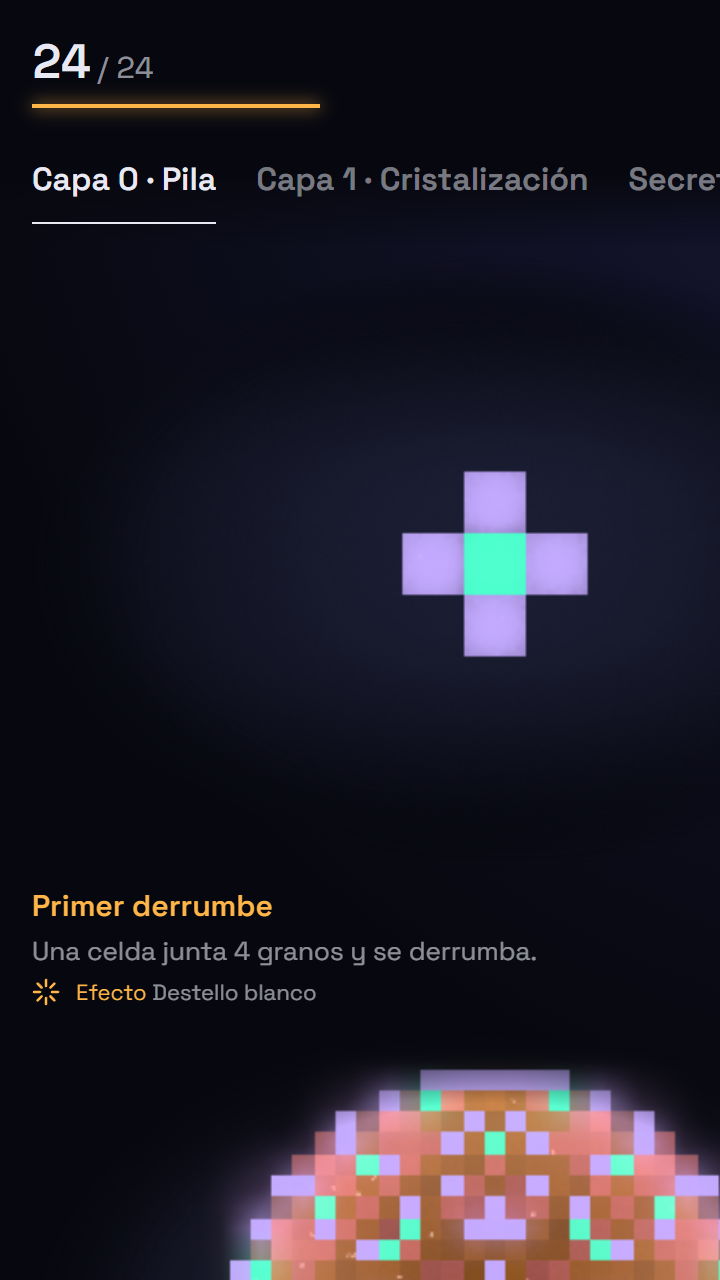 24 / 24
Capa 0 · Pila Capa 1 · Cristalización
Primer derrumbe
Una celda junta 4 granos y se derrumba.
Efecto Destello blanco